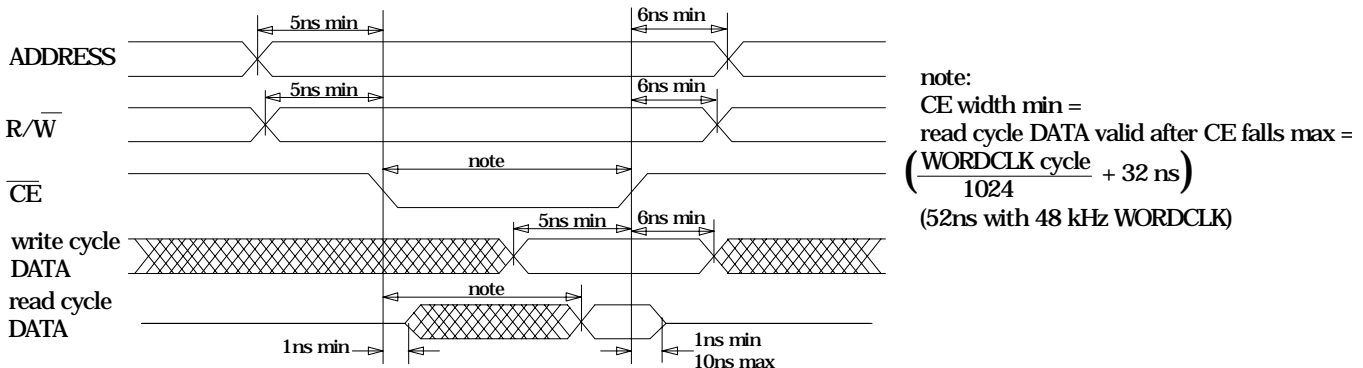 5ns min
6ns min
ADDRESS
5ns min
6ns min
R/W̅
note
C̅E̅
5ns min
6ns min
write cycle
DATA
note
read cycle
DATA
1ns min
1ns min
10ns max
note:
CE width min =
read cycle DATA valid after CE falls max =
(WORDCLK cycle
1024
+ 32 ns)
(52ns with 48 kHz WORDCLK)